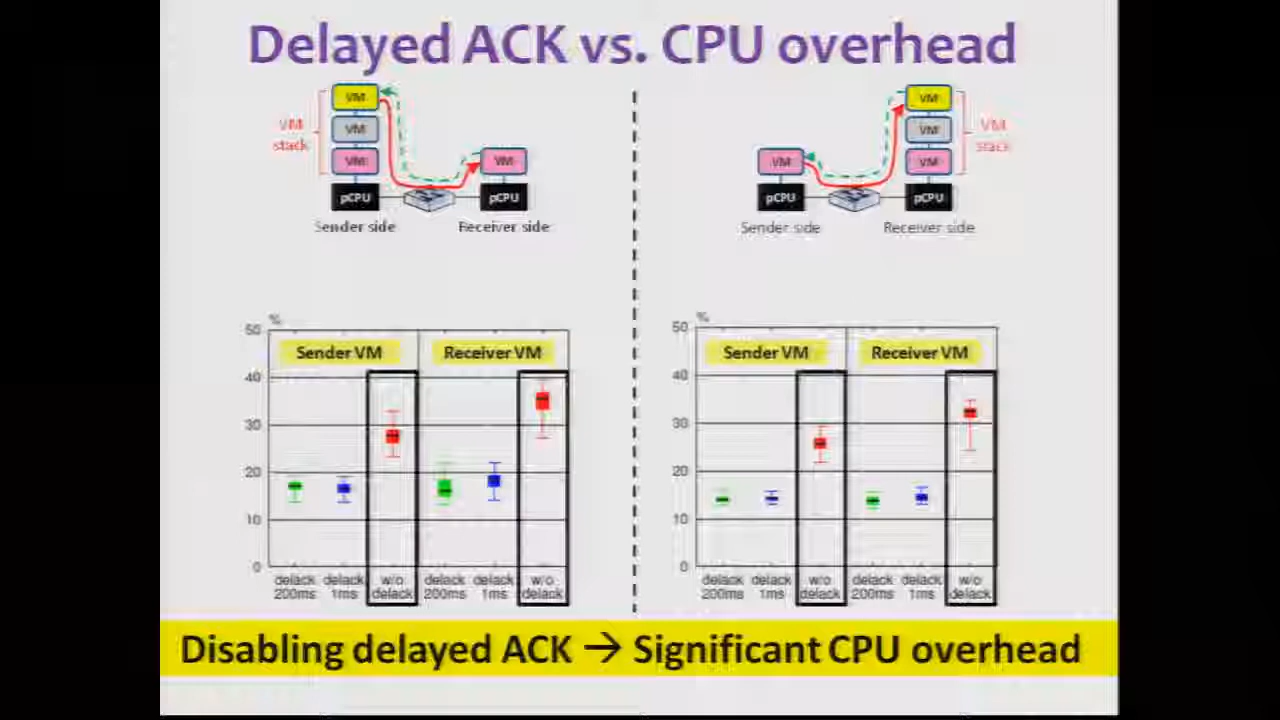 Delayed ACK vs. CPU overhead
VM
VM
VM
VM
stack
pCPU
Sender side
VM
pCPU
Receiver side
VM
pCPU
Sender side
VM
VM
VM
VM
stack
pCPU
Receiver side
%
50
40
30
20
10
0
Sender VM
Receiver VM
delack
200ms
delack
1ms
w/o
delack
delack
200ms
delack
1ms
w/o
delack
%
50
40
30
20
10
0
Sender VM
Receiver VM
delack
200ms
delack
1ms
w/o
delack
delack
200ms
delack
1ms
w/o
delack
Disabling delayed ACK → Significant CPU overhead